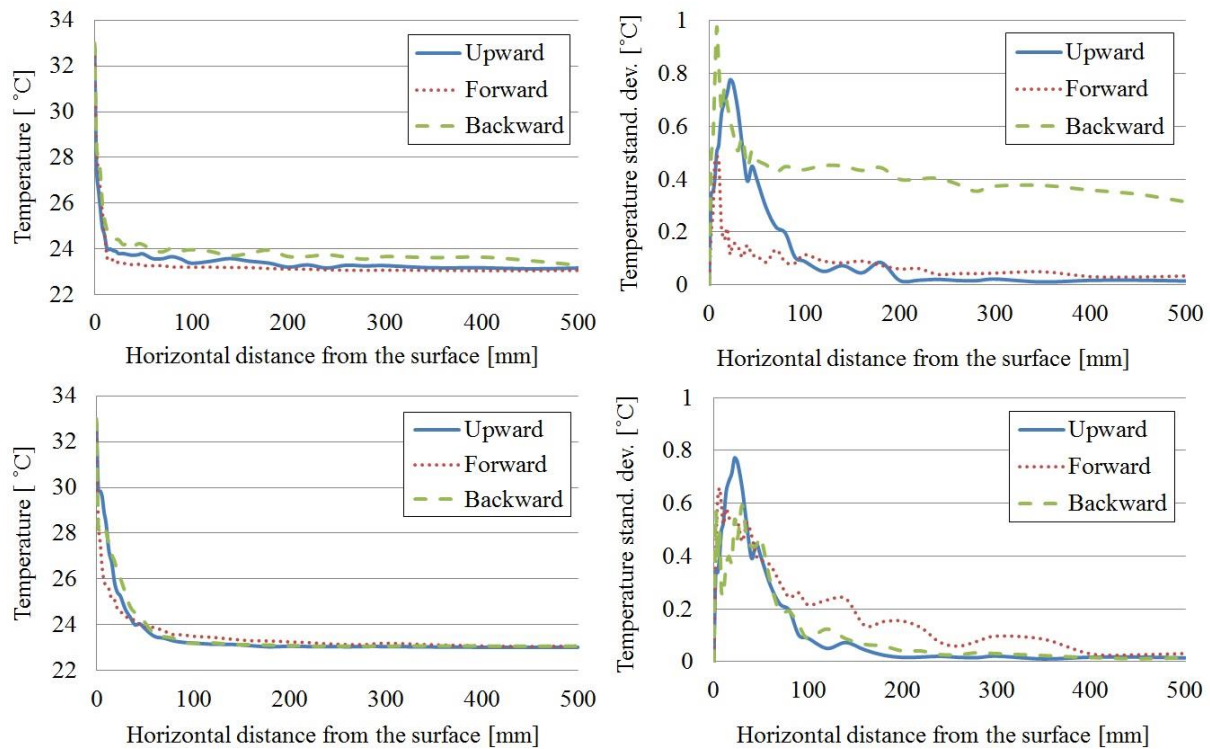 Temperature [ °C]
34
32
30
28
26
24
22
0 100 200 300 400 500
Horizontal distance from the surface [mm]
Upward
Forward
Backward
Temperature stand. dev. [°C]
1
0.8
0.6
0.4
0.2
0
0 100 200 300 400 500
Horizontal distance from the surface [mm]
Upward
Forward
Backward
Temperature [ °C]
34
32
30
28
26
24
22
0 100 200 300 400 500
Horizontal distance from the surface [mm]
Upward
Forward
Backward
Temperature stand. dev. [°C]
1
0.8
0.6
0.4
0.2
0
0 100 200 300 400 500
Horizontal distance from the surface [mm]
Upward
Forward
Backward